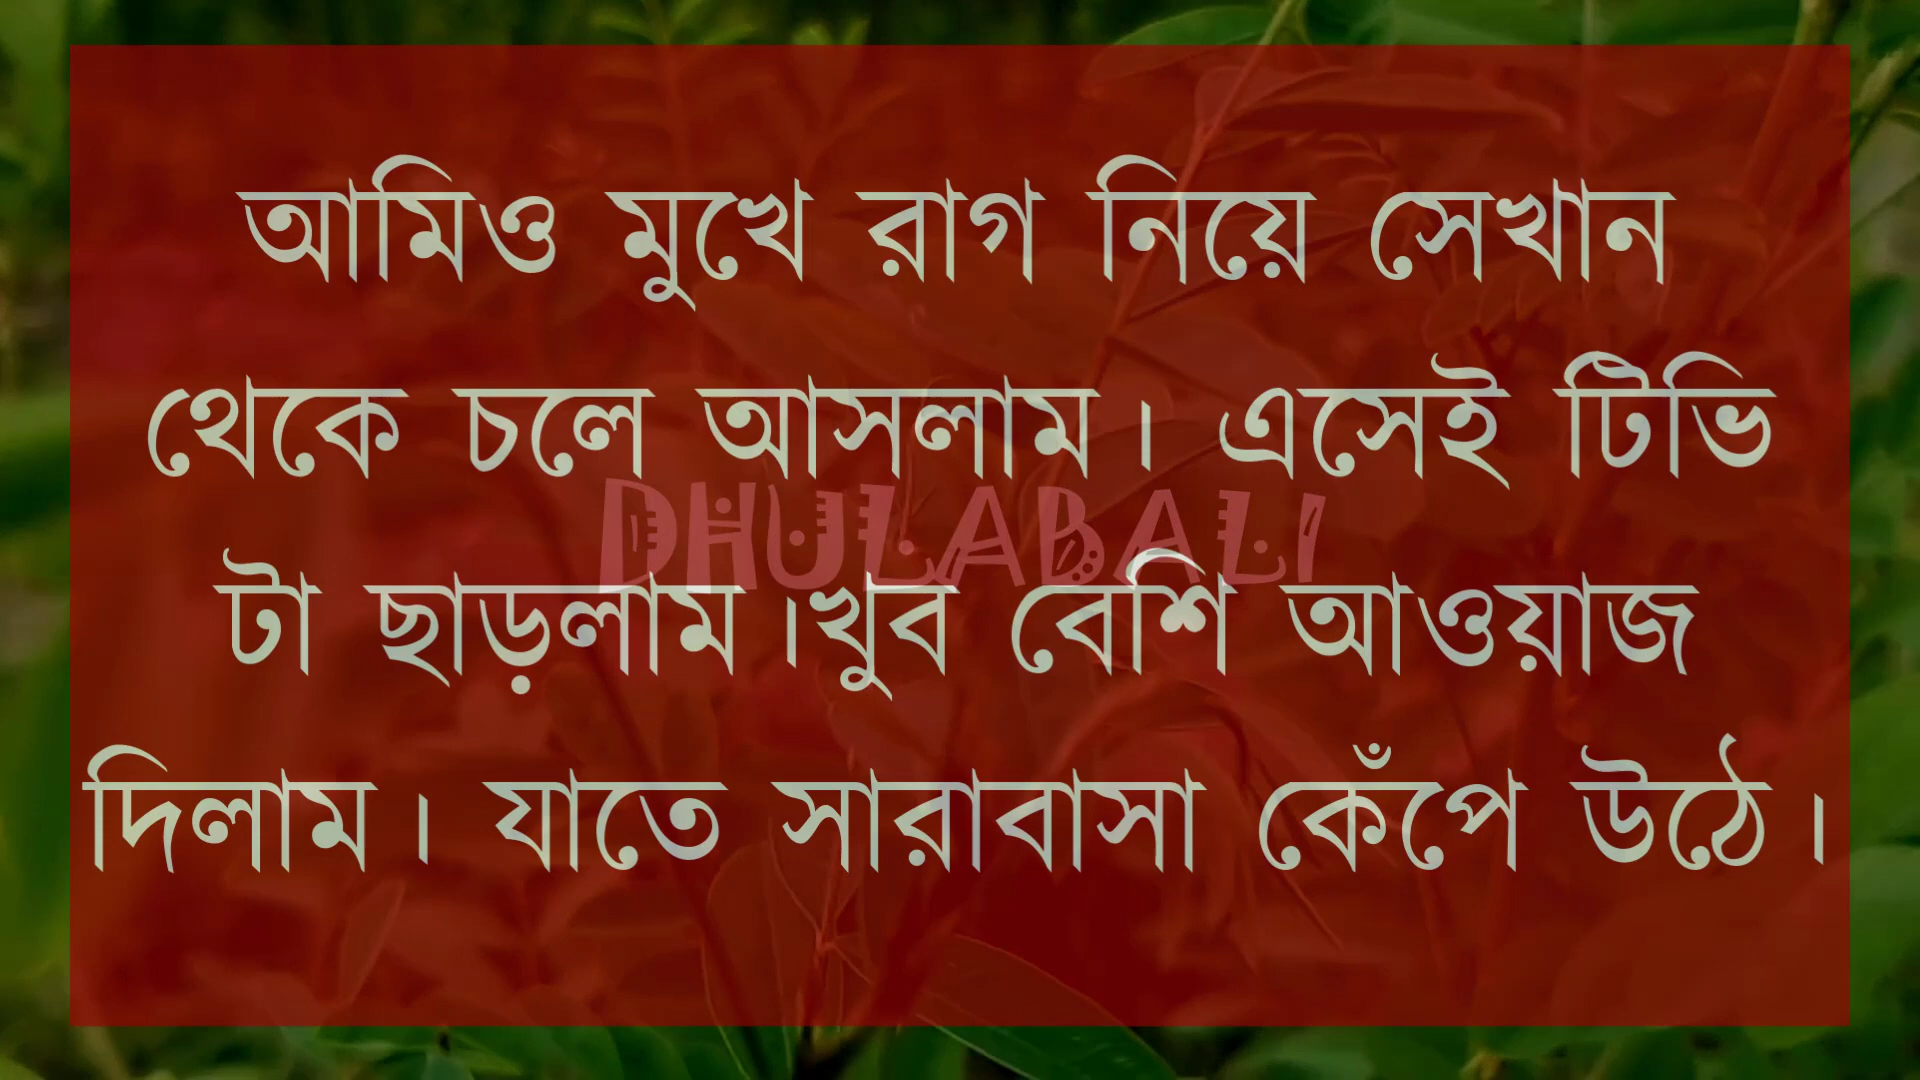 আমিও মুখে রাগ নিয়ে সেখান
থেকে চলে আসলাম। এসেই টিভি
DHULABALI
টা ছাড়লাম।খুব বেশি আওয়াজ
দিলাম। যাতে সারাবাসা কেঁপে উঠে।